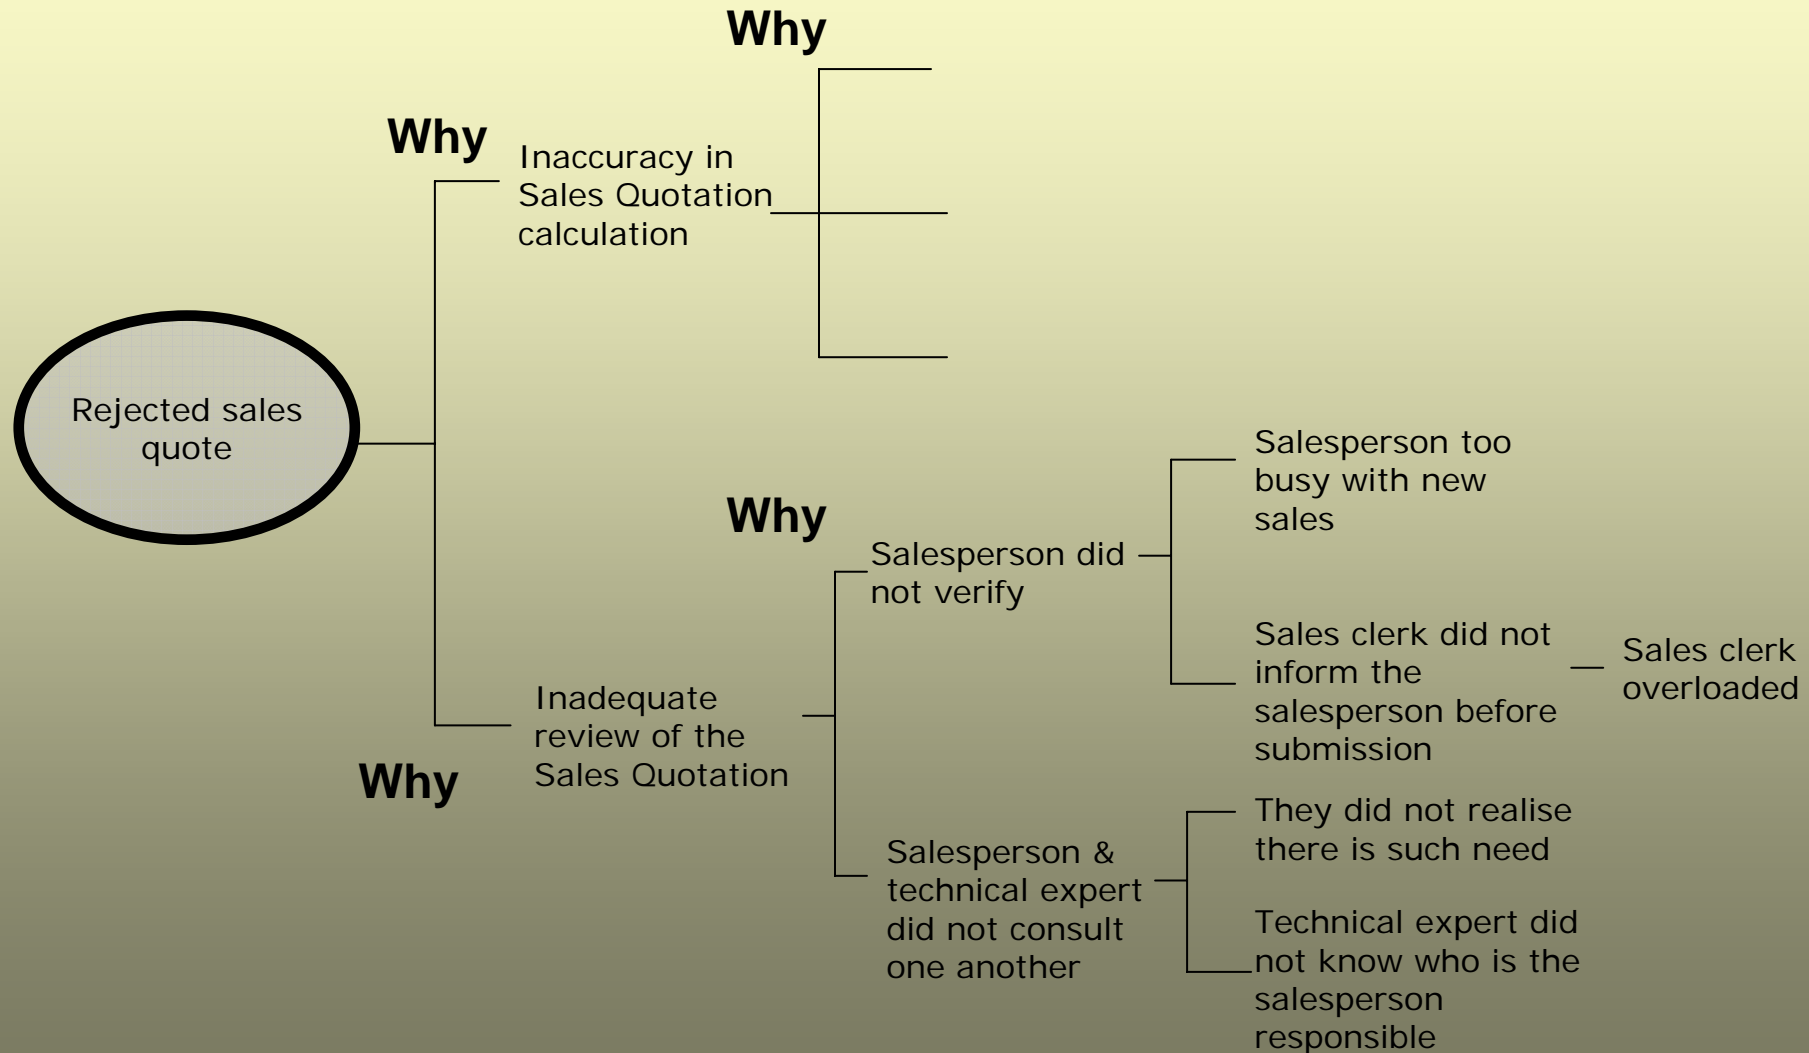 Why
Why
Inaccuracy in
Sales Quotation
calculation
Rejected sales
quote
Why
Inadequate
review of the
Sales Quotation
Why
Salesperson did
not verify
Salesperson too
busy with new
sales
Sales clerk did not
inform the
salesperson before
submission
Sales clerk
overloaded
Salesperson &
technical expert
did not consult
one another
They did not realise
there is such need
Technical expert did
not know who is the
salesperson
responsible